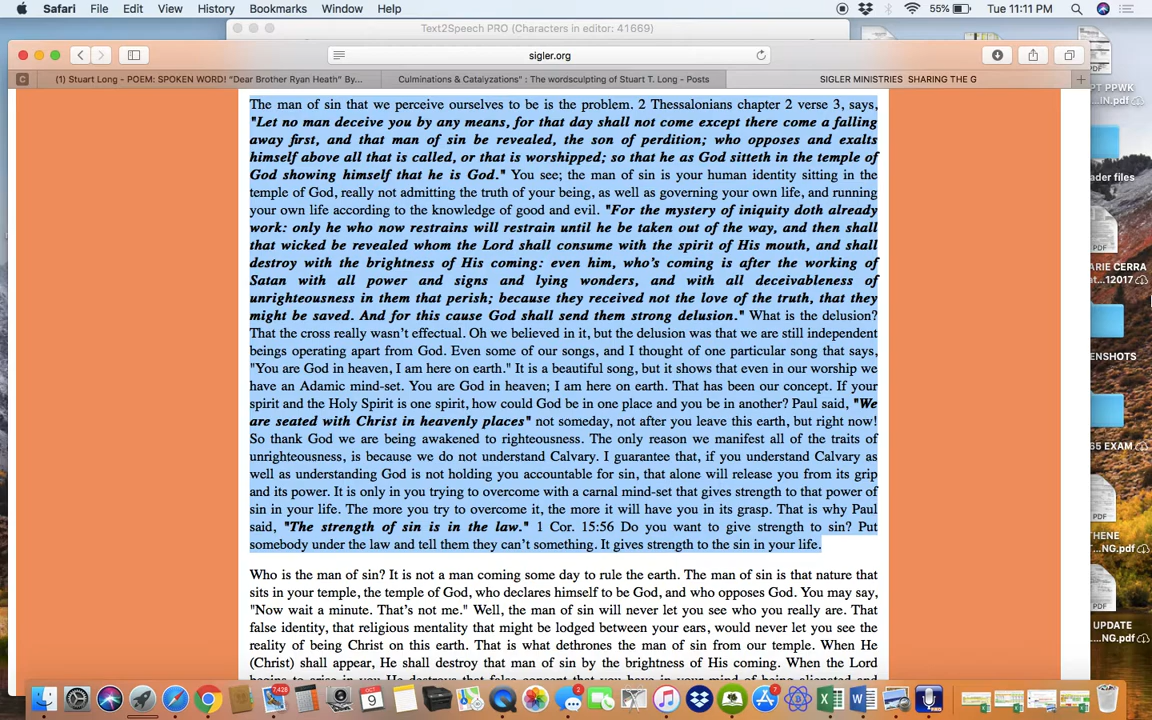 Safari File Edit View History Bookmarks Window Help 55% Tue 11:11 PM
Text2Speech PRO (Characters in editor: 41669)
sigler.org
C (1) Stuart Long - POEM: SPOKEN WORD! "Dear Brother Ryan Heath" By... Culminations & Catalyzations" : The wordsculpting of Stuart T. Long - Posts SIGLER MINISTRIES SHARING THE G
The man of sin that we perceive ourselves to be is the problem. 2 Thessalonians chapter 2 verse 3, says,
"Let no man deceive you by any means, for that day shall not come except there come a falling
away first, and that man of sin be revealed, the son of perdition; who opposes and exalts
himself above all that is called, or that is worshipped; so that he as God sitteth in the temple of
God showing himself that he is God." You see; the man of sin is your human identity sitting in the
temple of God, really not admitting the truth of your being, as well as governing your own life, and running
your own life according to the knowledge of good and evil. "For the mystery of iniquity doth already
work: only he who now restrains will restrain until he be taken out of the way, and then shall
that wicked be revealed whom the Lord shall consume with the spirit of His mouth, and shall
destroy with the brightness of His coming: even him, who's coming is after the working of
Satan with all power and signs and lying wonders, and with all deceivableness of
unrighteousness in them that perish; because they received not the love of the truth, that they
might be saved. And for this cause God shall send them strong delusion." What is the delusion?
That the cross really wasn't effectual. Oh we believed in it, but the delusion was that we are still independent
beings operating apart from God. Even some of our songs, and I thought of one particular song that says,
"You are God in heaven, I am here on earth." It is a beautiful song, but it shows that even in our worship we
have an Adamic mind-set. You are God in heaven; I am here on earth. That has been our concept. If your
spirit and the Holy Spirit is one spirit, how could God be in one place and you be in another? Paul said, "We
are seated with Christ in heavenly places" not someday, not after you leave this earth, but right now!
So thank God we are being awakened to righteousness. The only reason we manifest all of the traits of
unrighteousness, is because we do not understand Calvary. I guarantee that, if you understand Calvary as
well as understanding God is not holding you accountable for sin, that alone will release you from its grip
and its power. It is only in you trying to overcome with a carnal mind-set that gives strength to that power of
sin in your life. The more you try to overcome it, the more it will have you in its grasp. That is why Paul
said, "The strength of sin is in the law." 1 Cor. 15:56 Do you want to give strength to sin? Put
somebody under the law and tell them they can't something. It gives strength to the sin in your life.
Who is the man of sin? It is not a man coming some day to rule the earth. The man of sin is that nature that
sits in your temple, the temple of God, who declares himself to be God, and who opposes God. You may say,
"Now wait a minute. That's not me." Well, the man of sin will never let you see who you really are. That
false identity, that religious mentality that might be lodged between your ears, would never let you see the
reality of being Christ on this earth. That is what dethrones the man of sin from our temple. When He
(Christ) shall appear, He shall destroy that man of sin by the brightness of His coming. When the Lord
PDF
PT PPWK
IN.pdf
ader files
PDF
ARIE CERRA
12017
ENSHOTS
65 EXAM
PDF
THENE
NG.pdf
PDF
UPDATE
NG.pdf
7,428
OCT
9
2
7